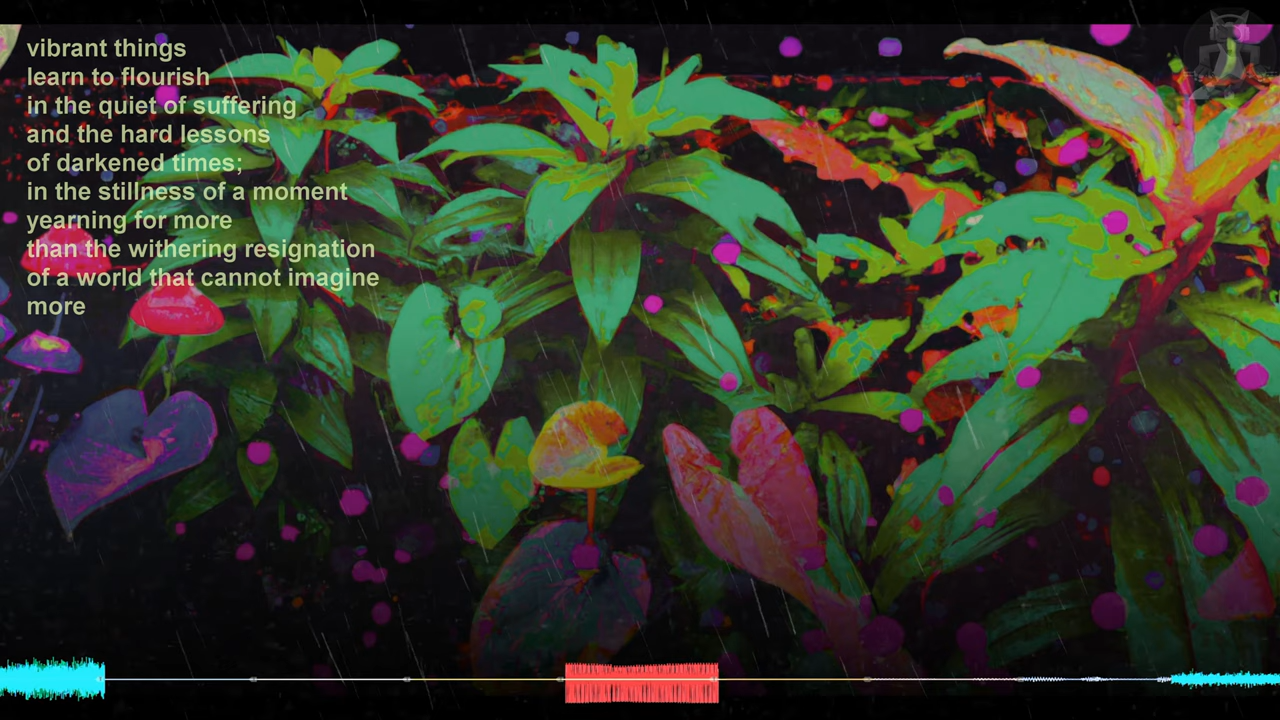 vibrant things
learn to flourish
in the quiet of suffering
and the hard lessons
of darkened times;
in the stillness of a moment
yearning for more
than the withering resignation
of a world that cannot imagine
more